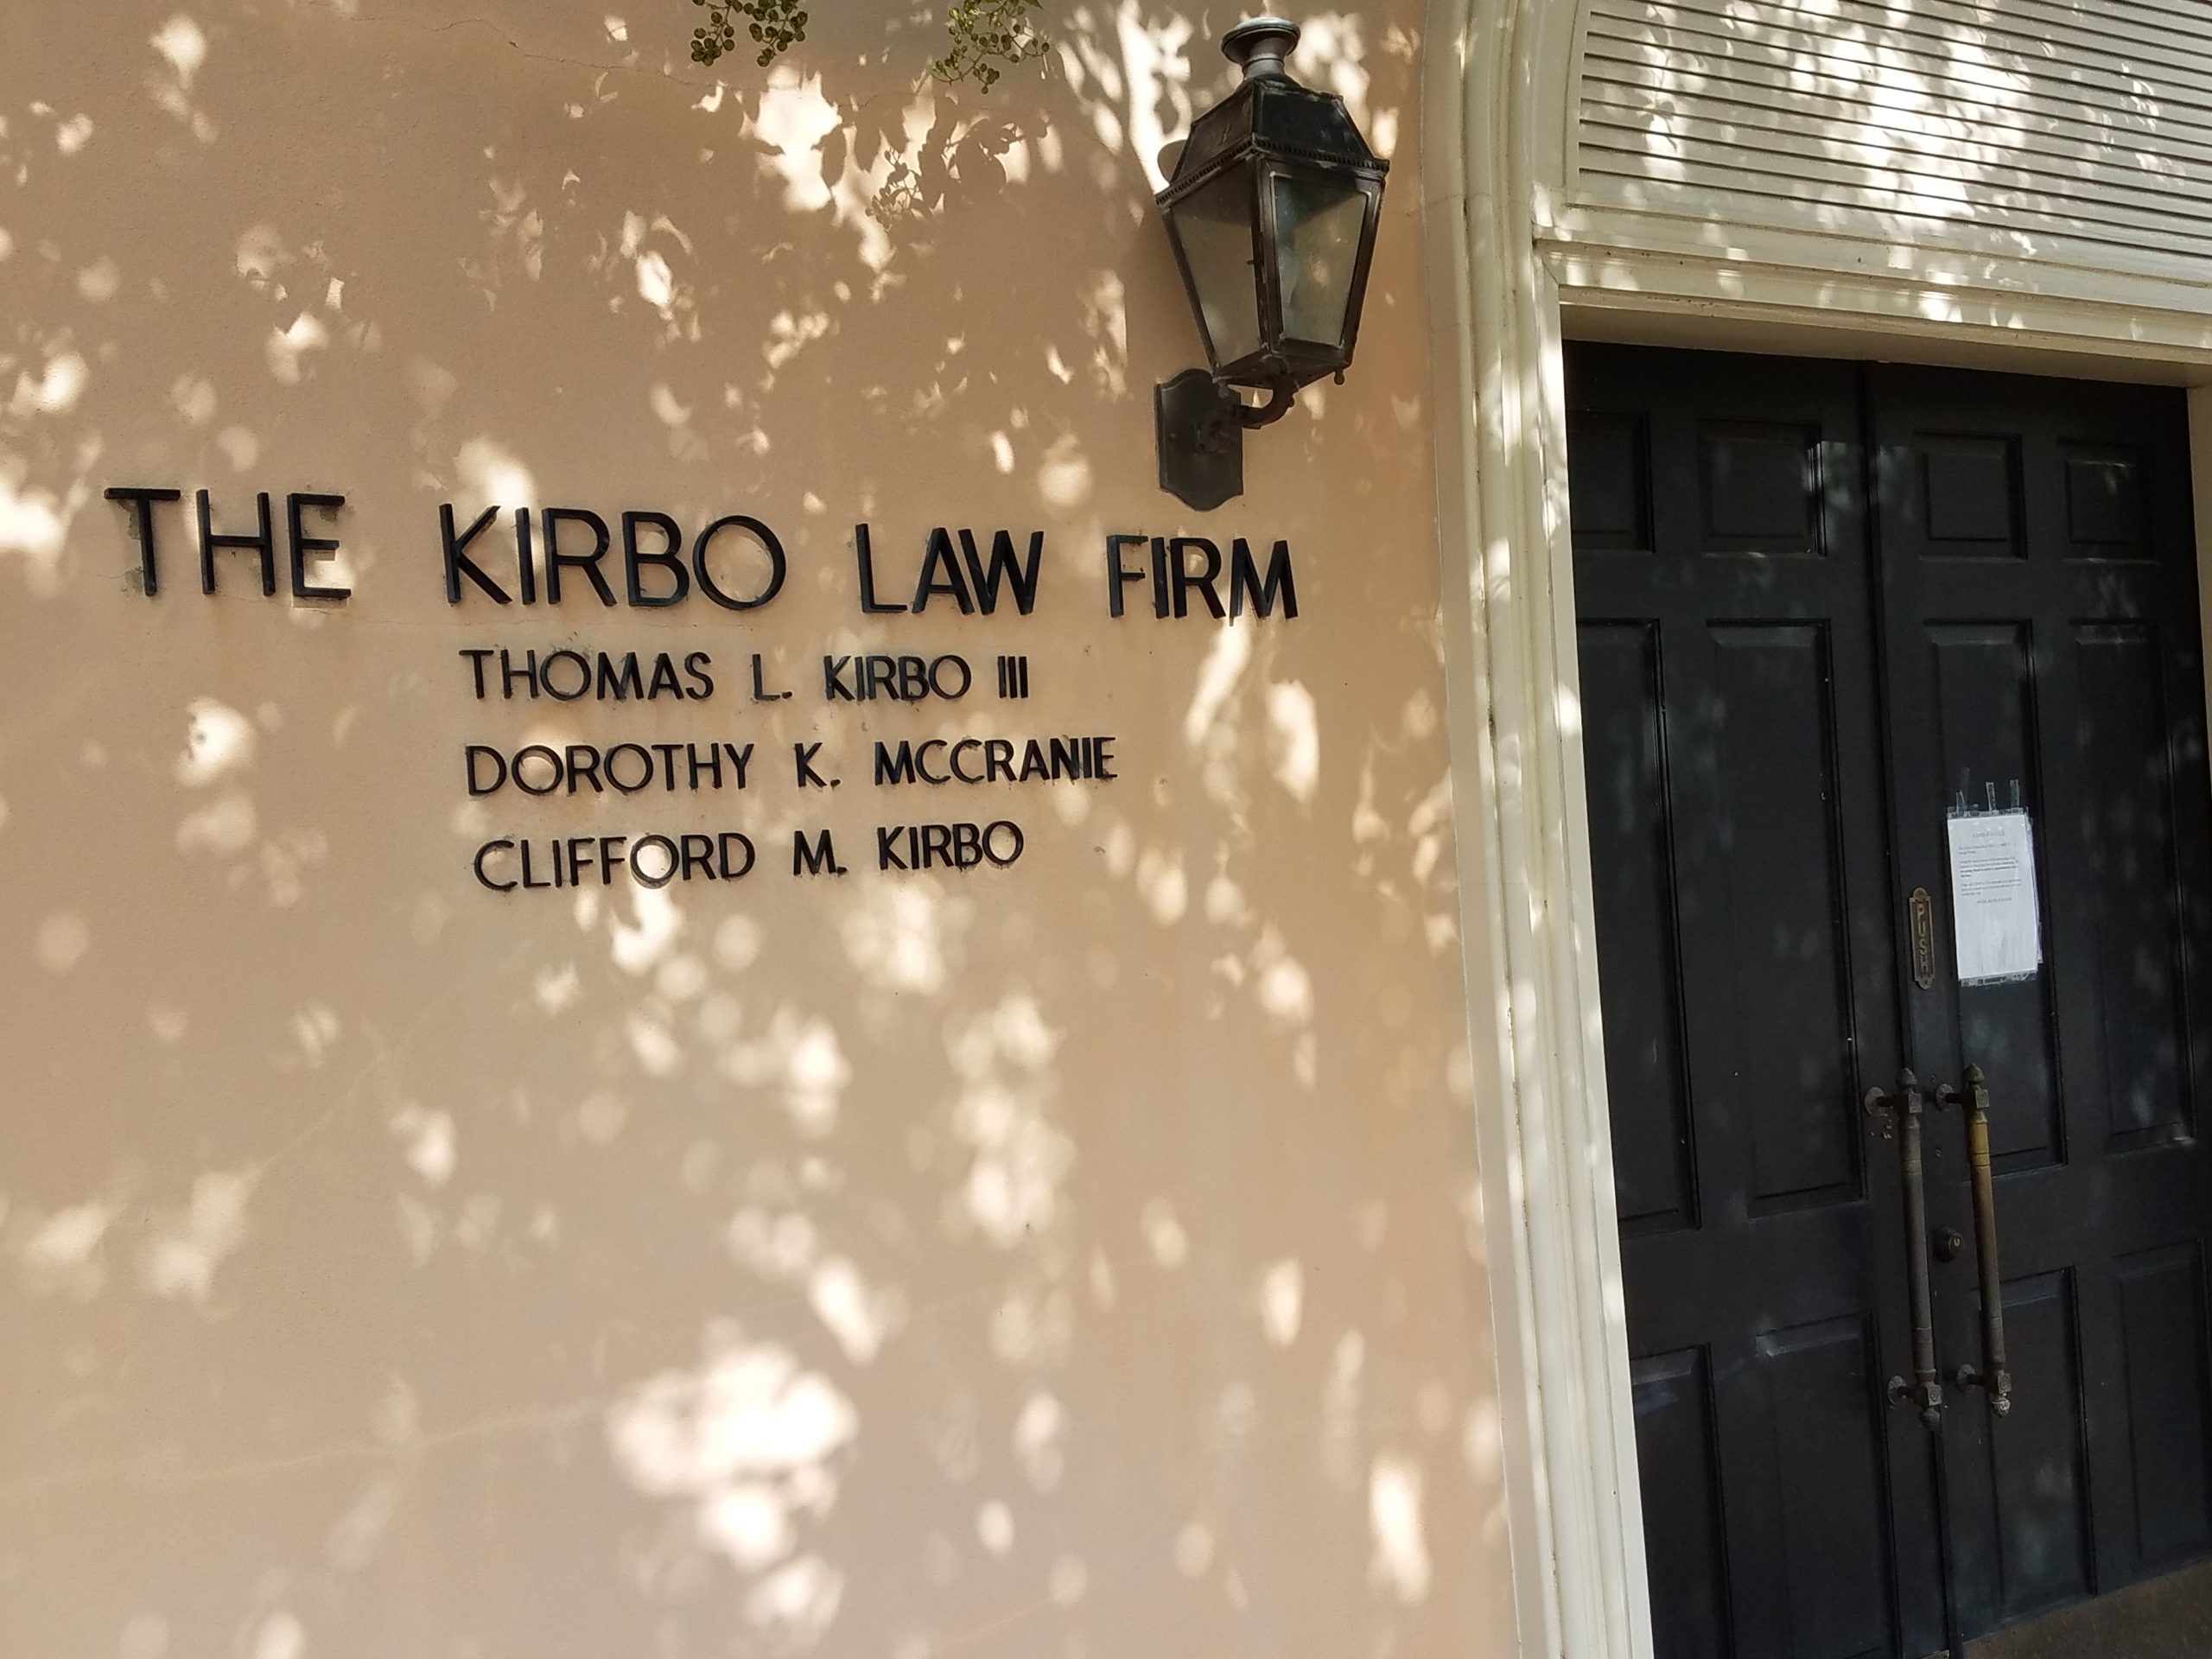 THE KIRBO LAW FIRM
THOMAS L. KIRBO III
DOROTHY K. MCCRANIE
CLIFFORD M. KIRBO
PUSH